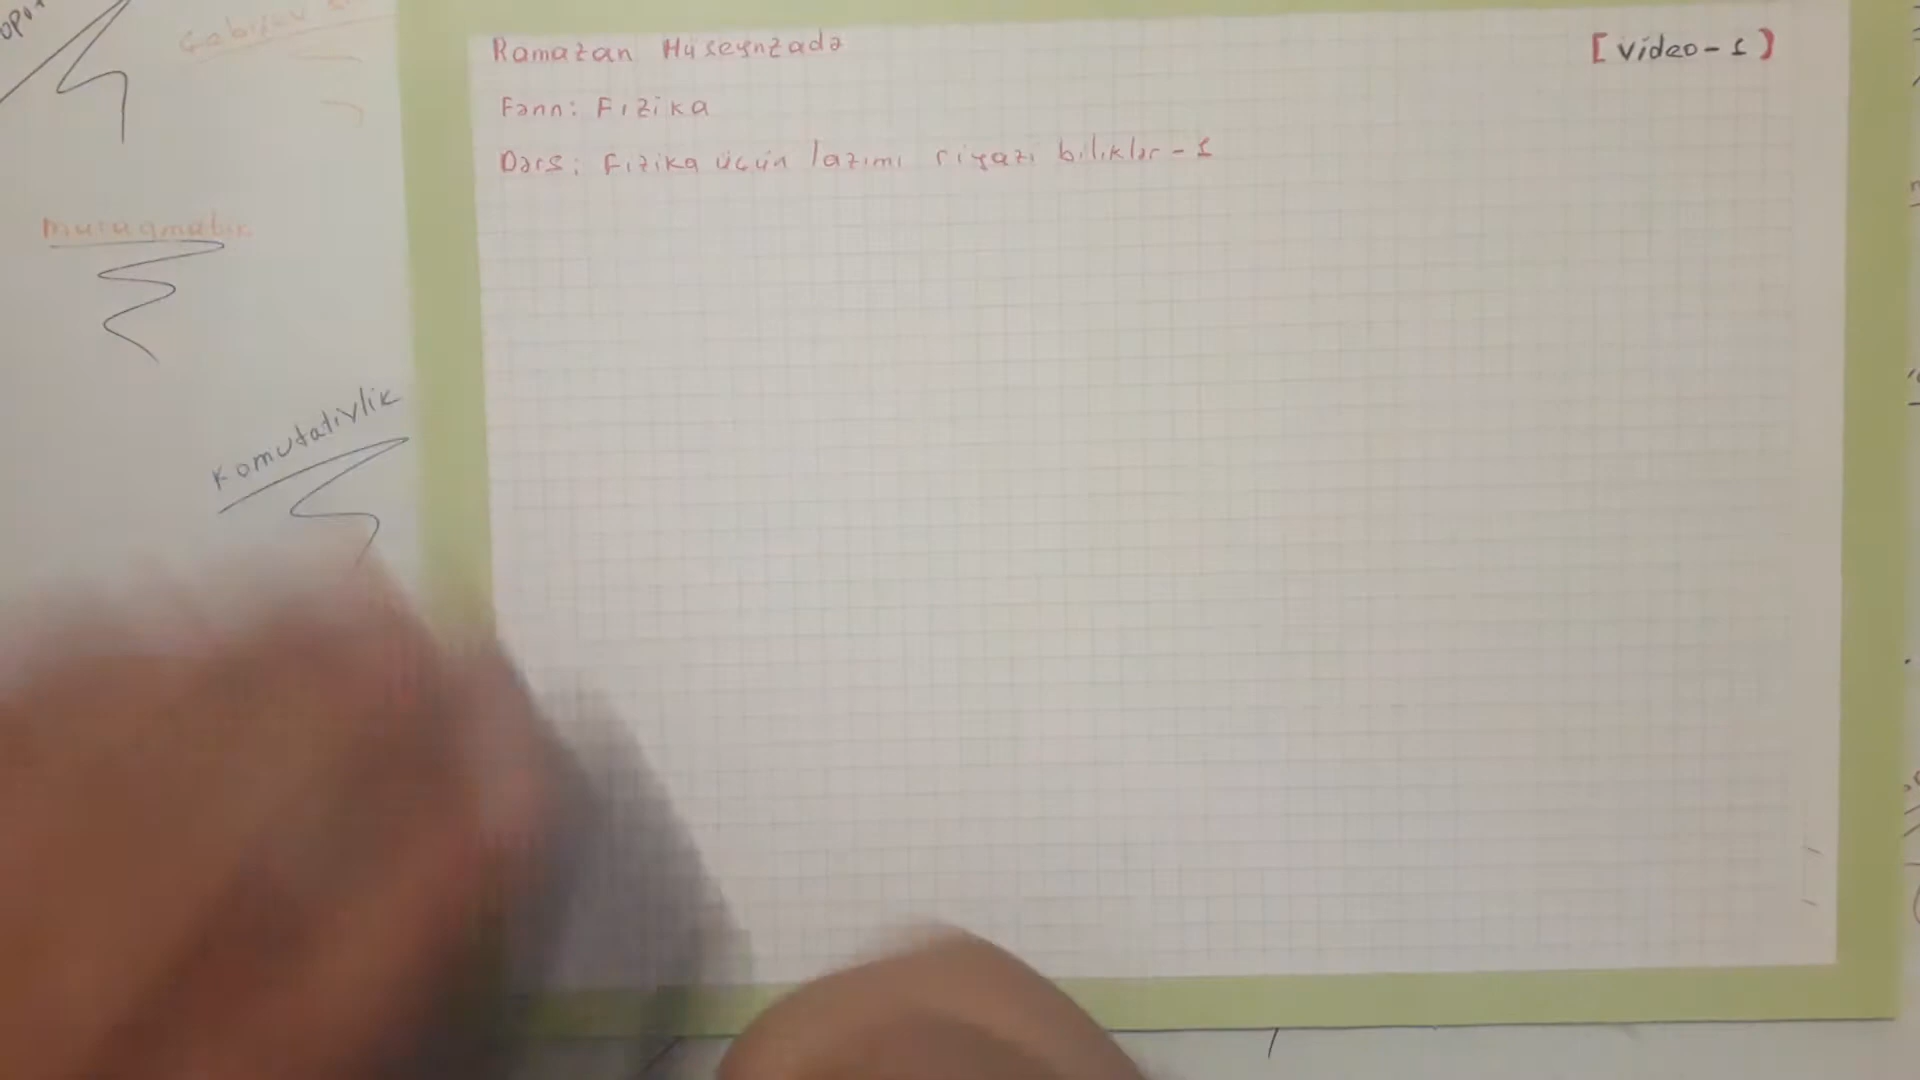 Ramazan Hüseynzadə
[video-1]
Fənn: Fizika
Dərs: Fizika üçün lazımı riyazi biliklər-1
komutativlik